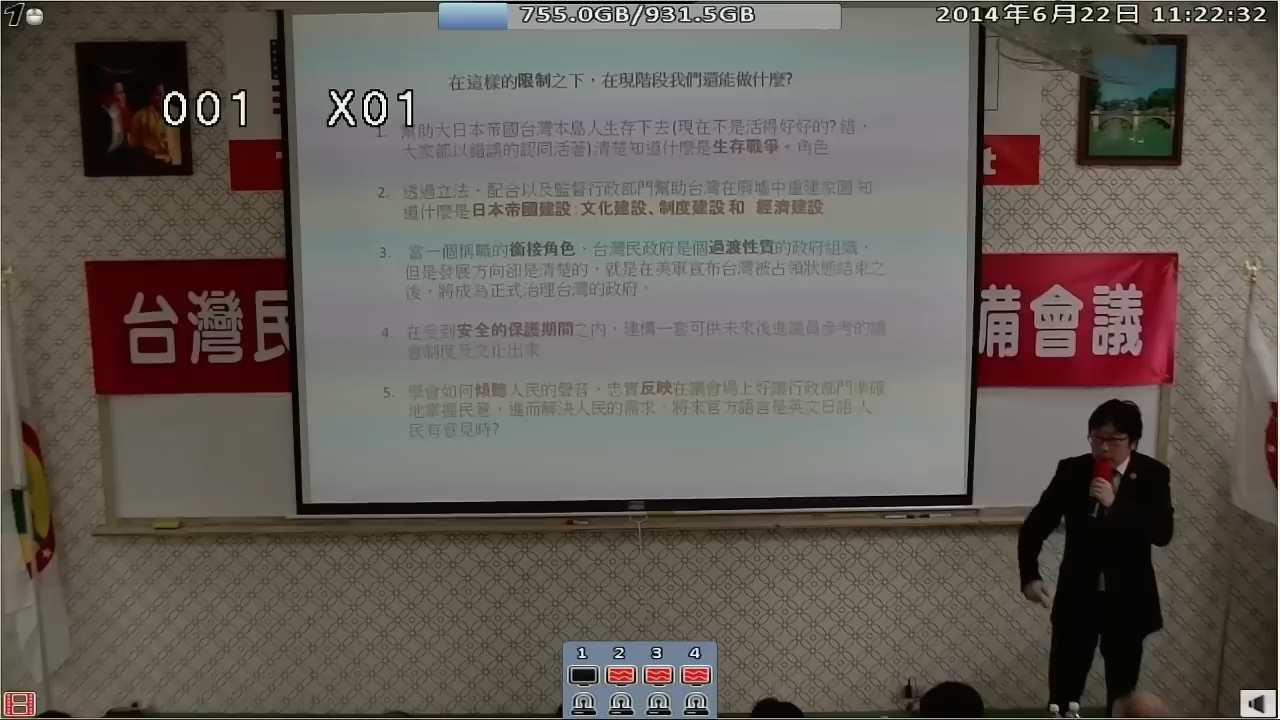 755.0GB/931.5GB
2014年6月22日 11:22:32
001 X01
在這樣的限制之下，在現階段我們還能做什麼?
1. 幫助大日本帝國台灣本島人生存下去(現在不是活得好好的? 錯，
大家都以錯誤的認同活著) 清楚知道什麼是生存戰爭。角色
2. 透過立法、配合以及監督行政部門幫助台灣在廢墟中重建家園 知
道什麼是日本帝國建設: 文化建設、制度建設 和 經濟建設
3. 當一個稱職的銜接角色，台灣民政府是個過渡性質的政府組織，
但是發展方向卻是清楚的，就是在美軍宣布台灣被占領狀態結束之
後，將成為正式治理台灣的政府。
4. 在受到安全的保護期間之內，建構一套可供未來後進議員參考的議
會制度及文化出來
5. 學會如何傾聽人民的聲音，忠實反映在議會場上好讓行政部門準確
地掌握民意，進而解決人民的需求。將來官方語言是英文日語 人
民有意見時?
t
台灣民
備會議
1 2 3 4